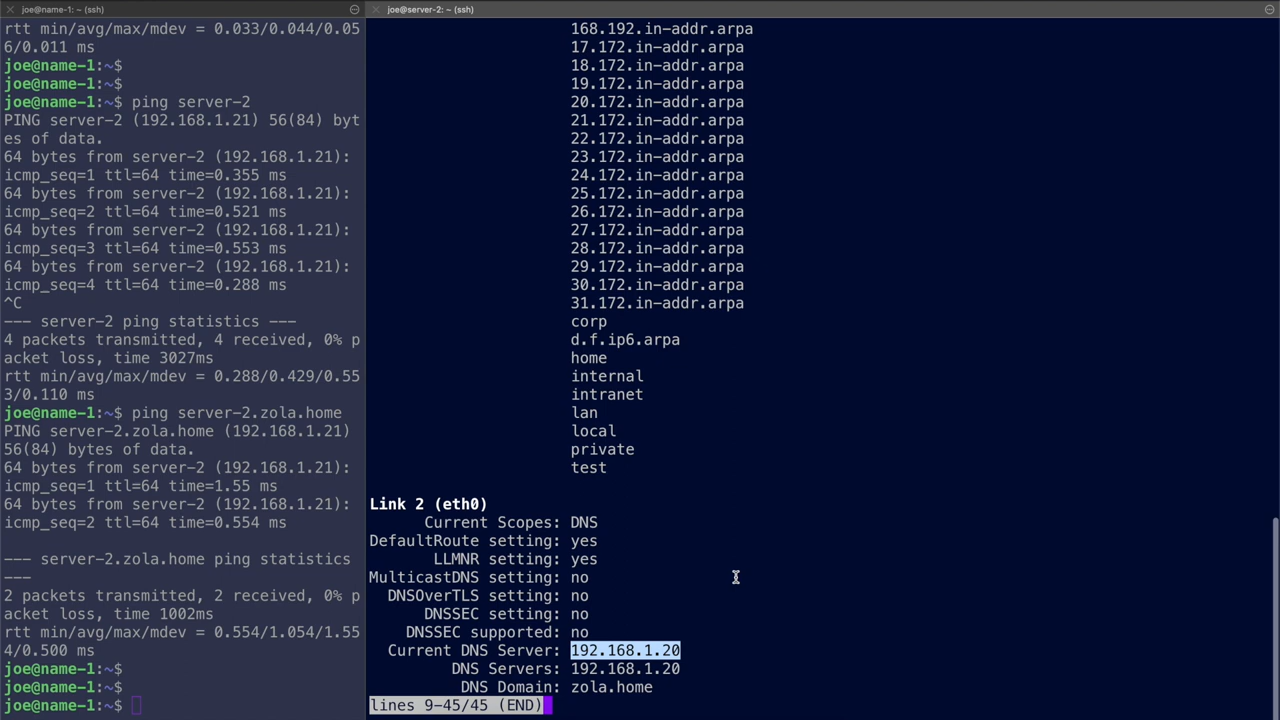 joe@name-1: ~ (ssh)
rtt min/avg/max/mdev = 0.033/0.044/0.05
6/0.011 ms
joe@name-1:~$
joe@name-1:~$
joe@name-1:~$ ping server-2
PING server-2 (192.168.1.21) 56(84) byt
es of data.
64 bytes from server-2 (192.168.1.21):
icmp_seq=1 ttl=64 time=0.355 ms
64 bytes from server-2 (192.168.1.21):
icmp_seq=2 ttl=64 time=0.521 ms
64 bytes from server-2 (192.168.1.21):
icmp_seq=3 ttl=64 time=0.553 ms
64 bytes from server-2 (192.168.1.21):
icmp_seq=4 ttl=64 time=0.288 ms
^C
--- server-2 ping statistics ---
4 packets transmitted, 4 received, 0% p
acket loss, time 3027ms
rtt min/avg/max/mdev = 0.288/0.429/0.55
3/0.110 ms
joe@name-1:~$ ping server-2.zola.home
PING server-2.zola.home (192.168.1.21)
56(84) bytes of data.
64 bytes from server-2 (192.168.1.21):
icmp_seq=1 ttl=64 time=1.55 ms
64 bytes from server-2 (192.168.1.21):
icmp_seq=2 ttl=64 time=0.554 ms
--- server-2.zola.home ping statistics
---
2 packets transmitted, 2 received, 0% p
acket loss, time 1002ms
rtt min/avg/max/mdev = 0.554/1.054/1.55
4/0.500 ms
joe@name-1:~$
joe@name-1:~$
joe@name-1:~$
joe@server-2: ~ (ssh)
168.192.in-addr.arpa
17.172.in-addr.arpa
18.172.in-addr.arpa
19.172.in-addr.arpa
20.172.in-addr.arpa
21.172.in-addr.arpa
22.172.in-addr.arpa
23.172.in-addr.arpa
24.172.in-addr.arpa
25.172.in-addr.arpa
26.172.in-addr.arpa
27.172.in-addr.arpa
28.172.in-addr.arpa
29.172.in-addr.arpa
30.172.in-addr.arpa
31.172.in-addr.arpa
corp
d.f.ip6.arpa
home
internal
intranet
lan
local
private
test
Link 2 (eth0)
Current Scopes: DNS
DefaultRoute setting: yes
LLMNR setting: yes
MulticastDNS setting: no
DNSOverTLS setting: no
DNSSEC setting: no
DNSSEC supported: no
Current DNS Server: 192.168.1.20
DNS Servers: 192.168.1.20
DNS Domain: zola.home
lines 9-45/45 (END)